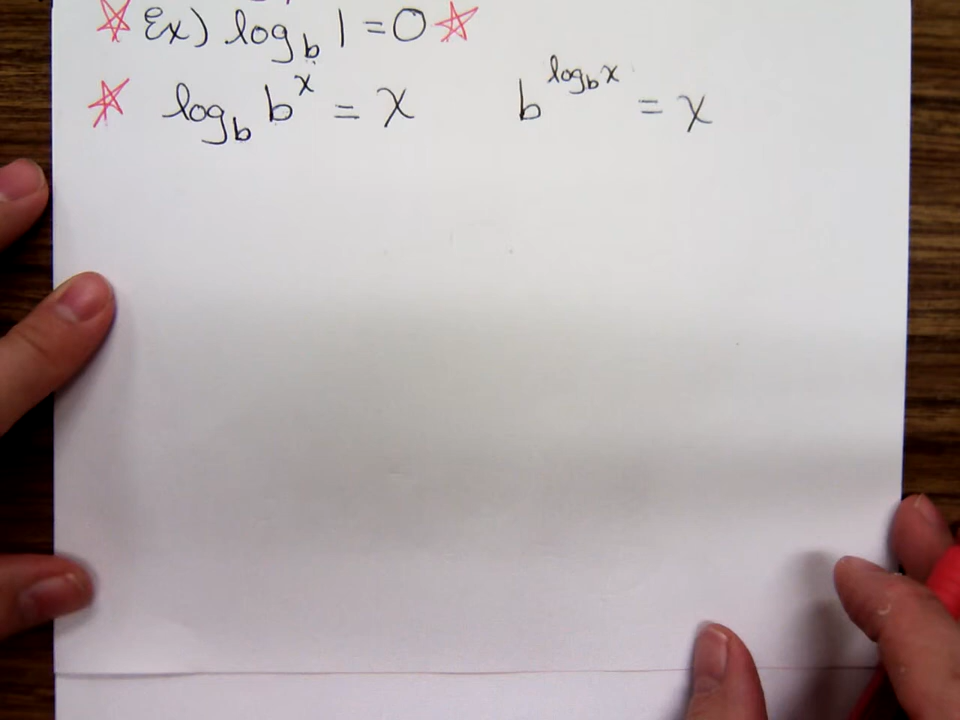 ☆ Ex) log_b 1 = 0 ☆
☆ log_b b^x = x b^(log_b x) = x